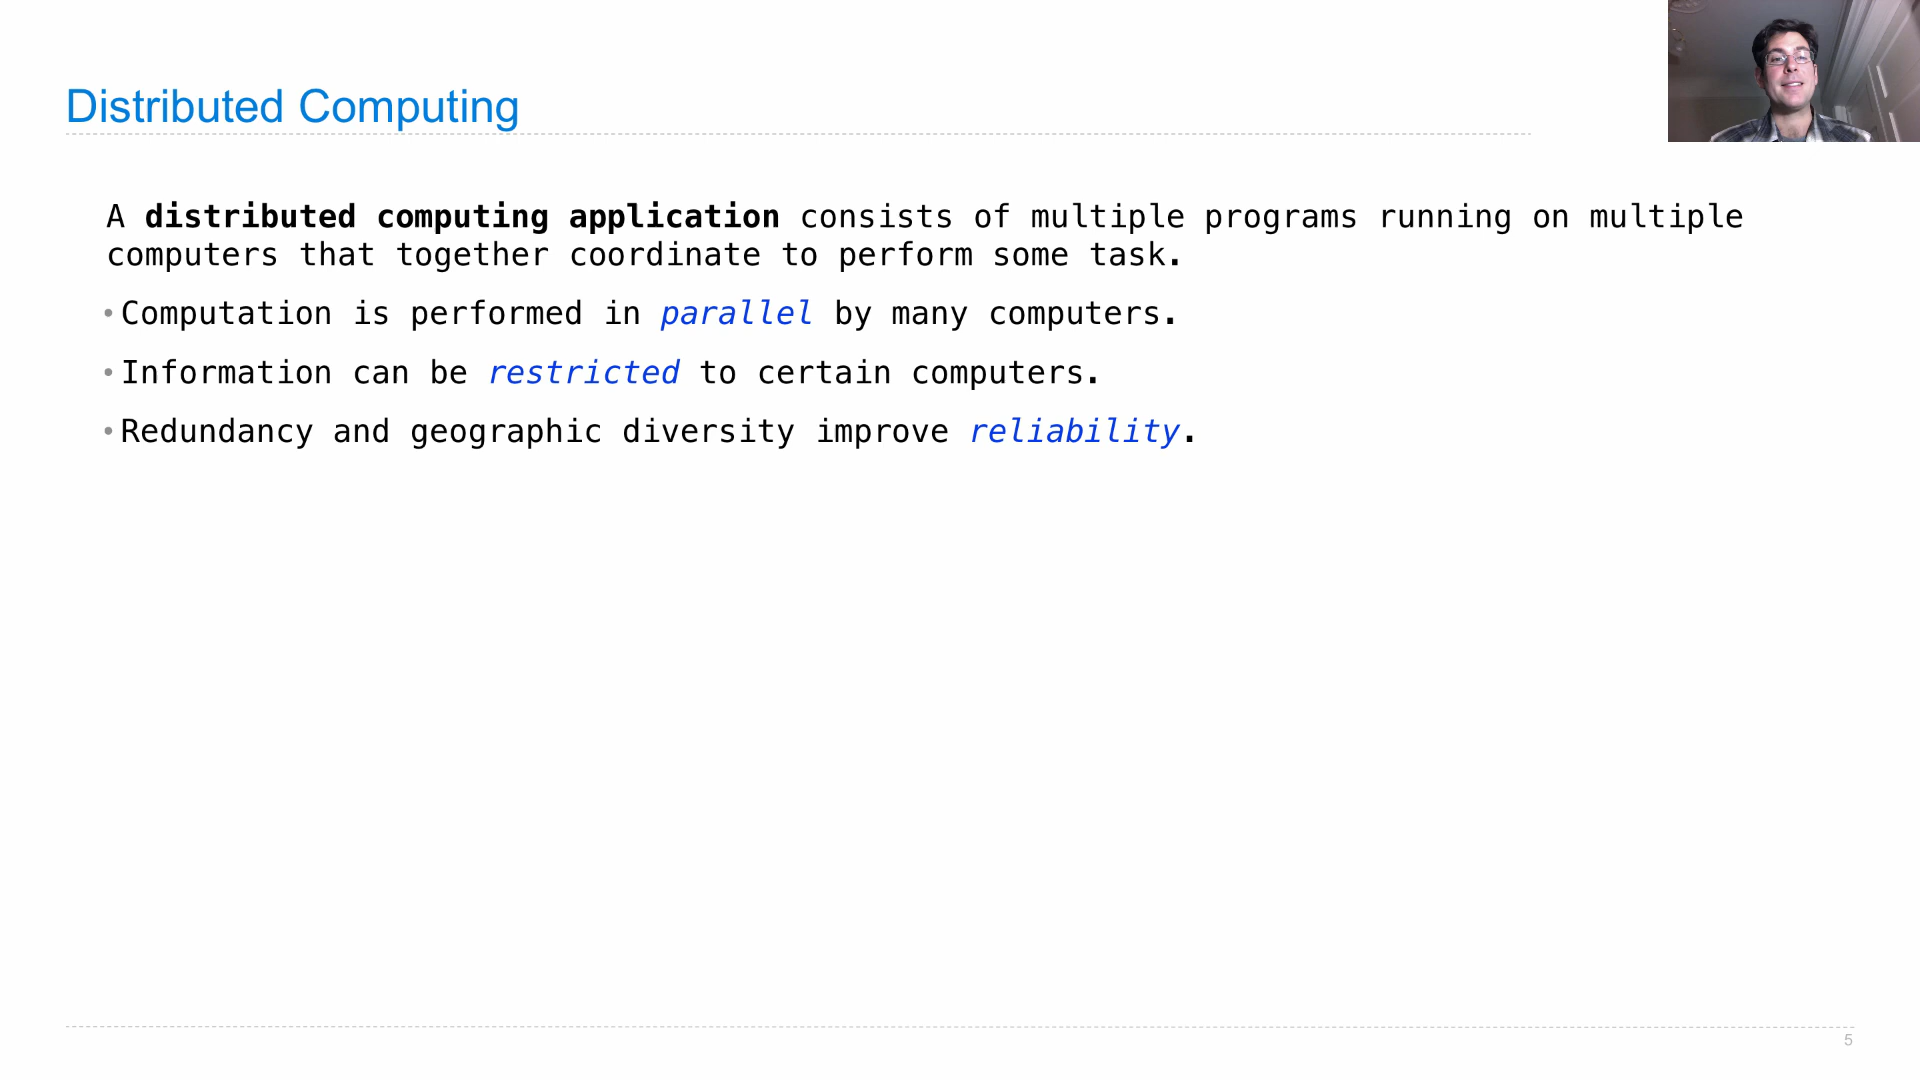 Distributed Computing
A distributed computing application consists of multiple programs running on multiple
computers that together coordinate to perform some task.
•Computation is performed in parallel by many computers.
•Information can be restricted to certain computers.
•Redundancy and geographic diversity improve reliability.
5